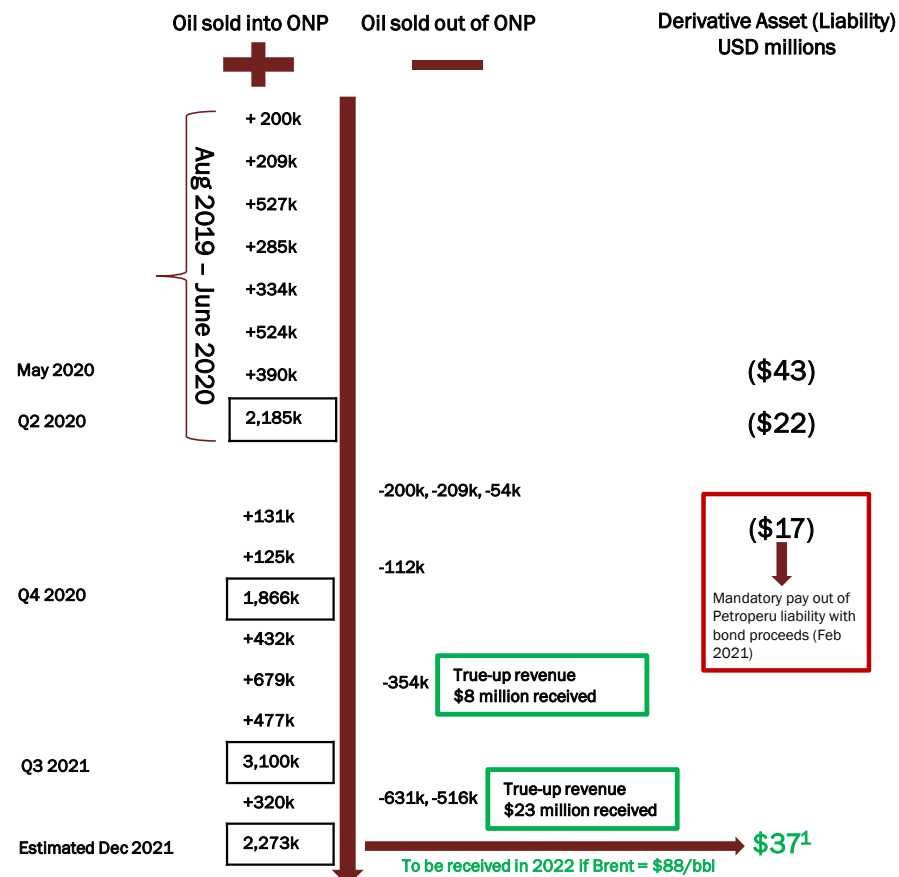 Oil sold into ONP
Oil sold out of ONP
Derivative Asset (Liability)
USD millions
Aug 2019 – June 2020
+ 200k
+209k
+527k
+285k
+334k
+524k
May 2020
+390k
($43)
Q2 2020
2,185k
($22)
-200k, -209k, -54k
+131k
($17)
+125k
-112k
Q4 2020
1,866k
Mandatory pay out of
Petroperu liability with
bond proceeds (Feb
2021)
+432k
+679k
-354k
True-up revenue
$8 million received
+477k
Q3 2021
3,100k
+320k
-631k, -516k
True-up revenue
$23 million received
Estimated Dec 2021
2,273k
$37¹
To be received in 2022 if Brent = $88/bbl